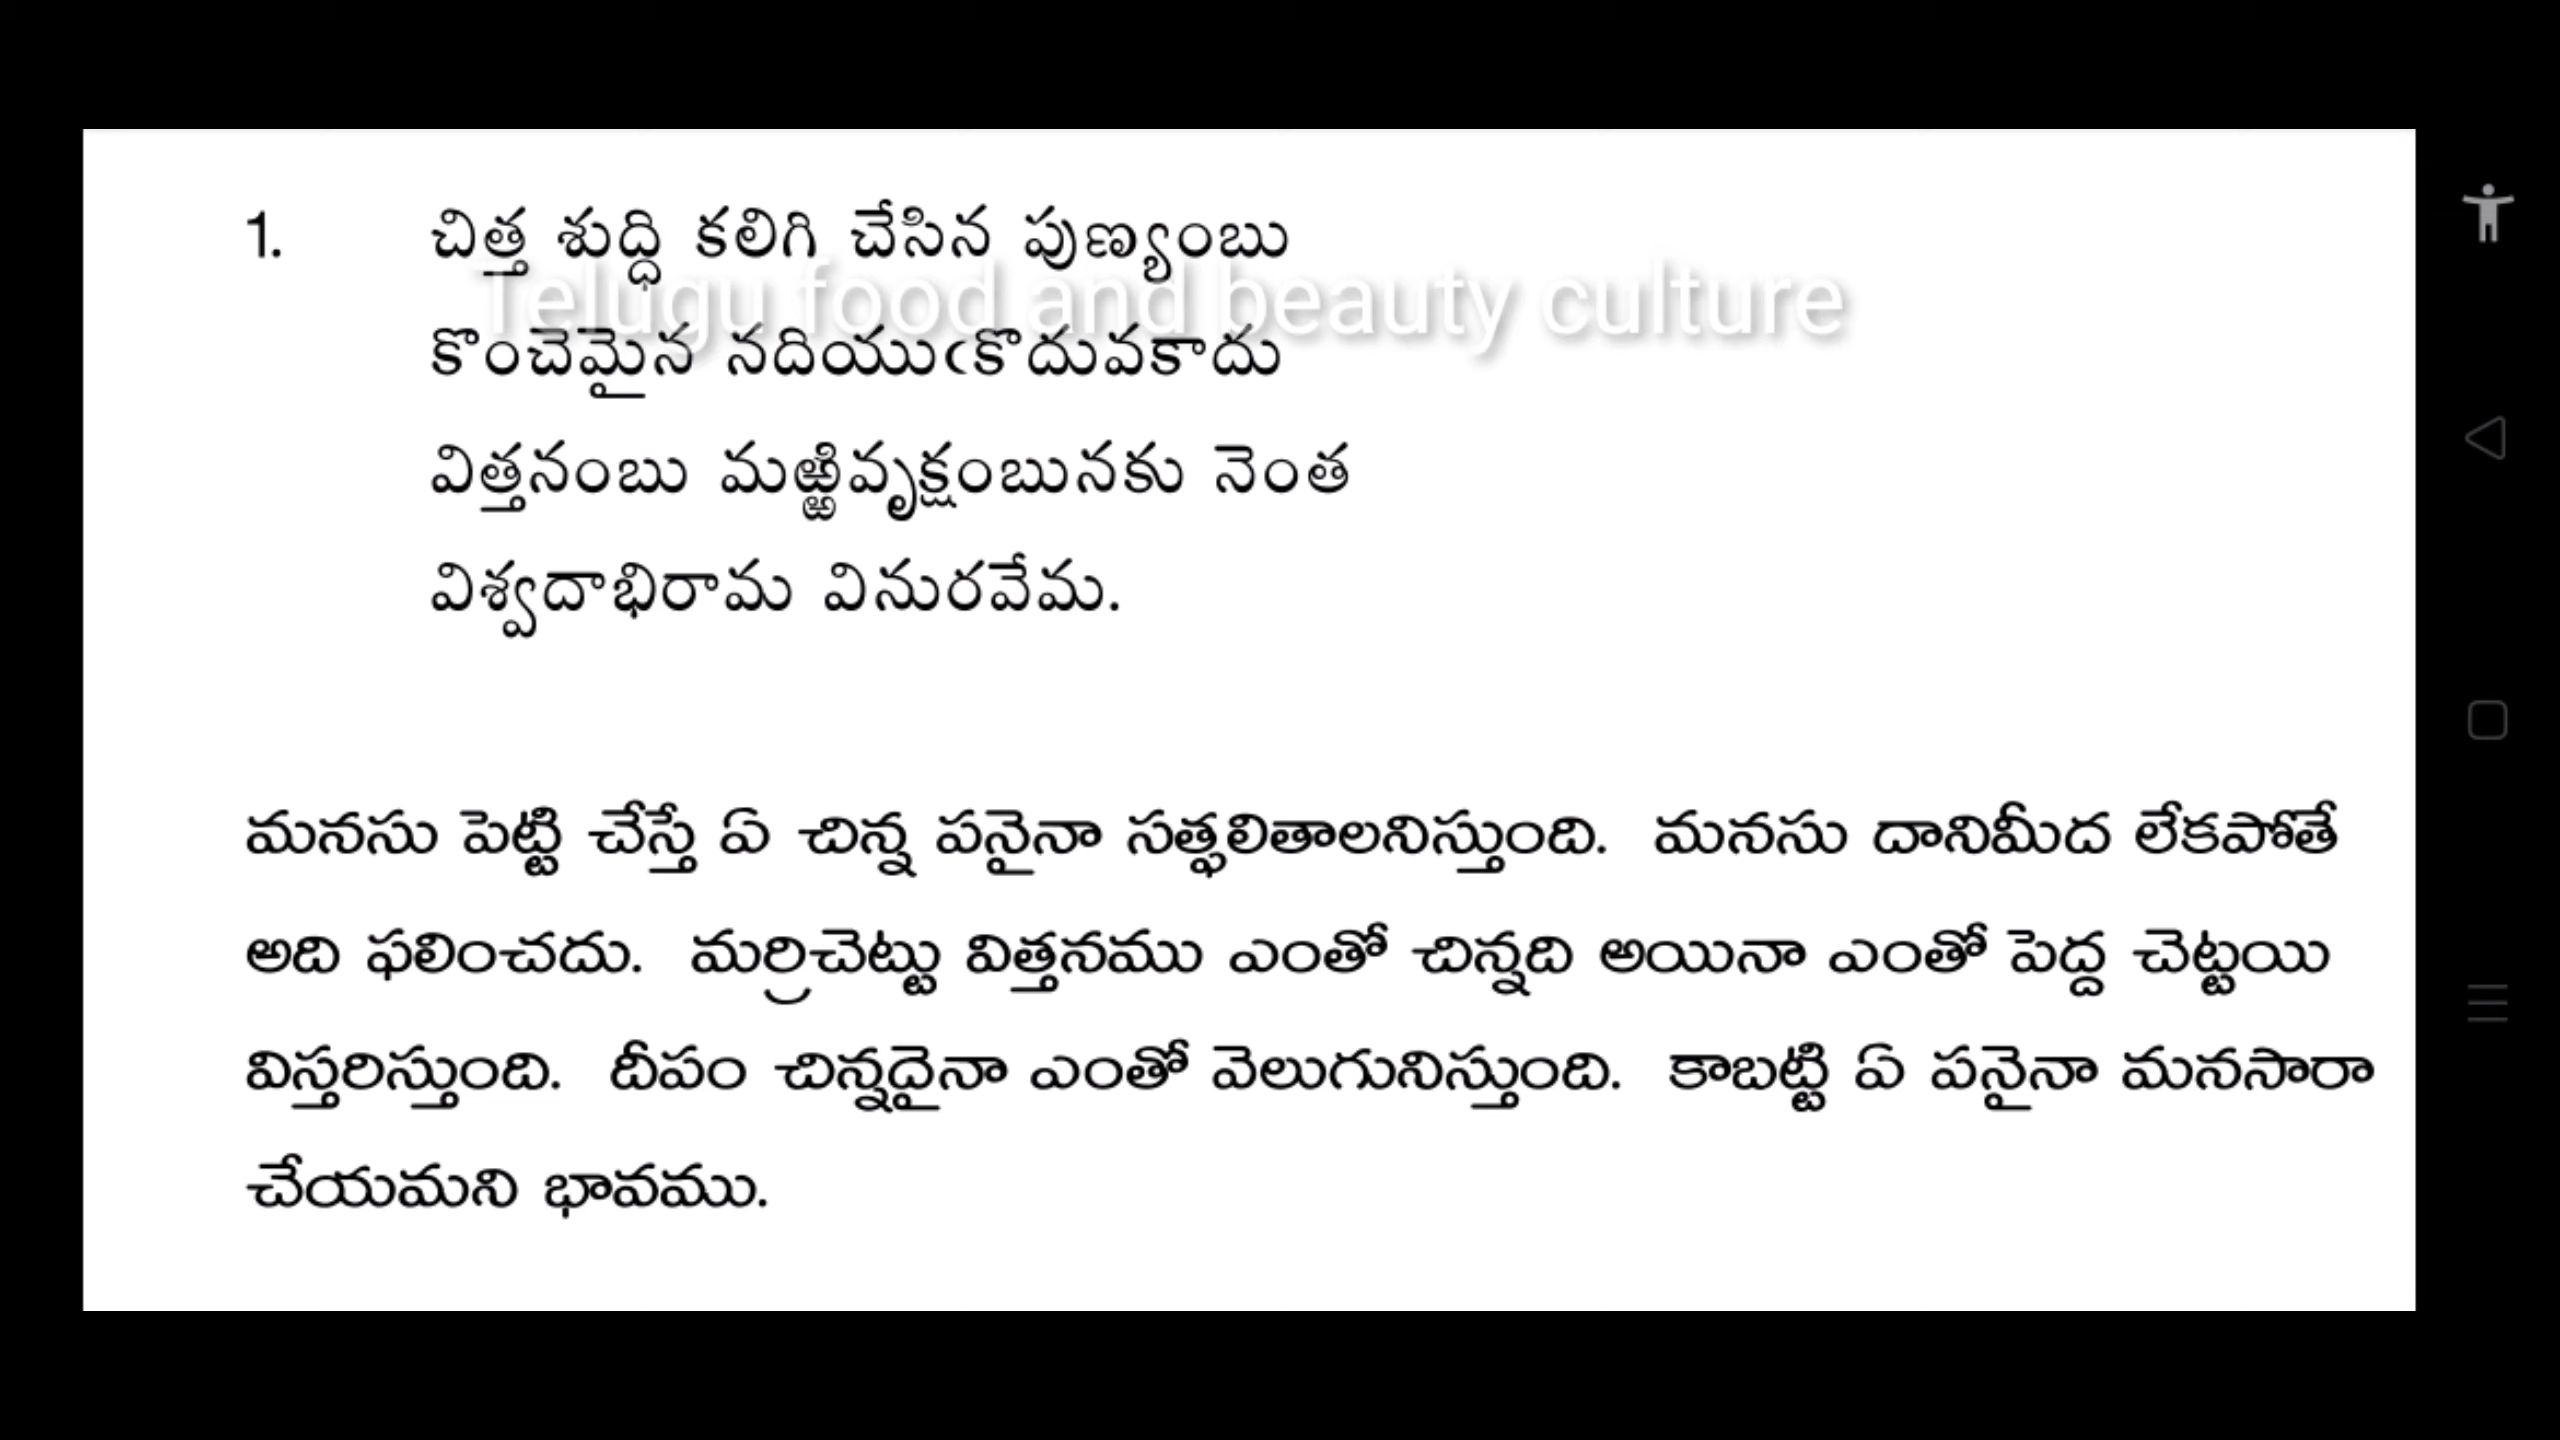 1. చిత్త శుద్ధి కలిగి చేసిన పుణ్యంబు
Telugu food and beauty culture
కొంచెమైన నదియుఁకొదువకాదు
విత్తనంబు మఱ్ఱివృక్షంబునకు నెంత
విశ్వదాభిరామ వినురవేమ.
మనసు పెట్టి చేస్తే ఏ చిన్న పనైనా సత్ఫలితాలనిస్తుంది. మనసు దానిమీద లేకపోతే
అది ఫలించదు. మర్రిచెట్టు విత్తనము ఎంతో చిన్నది అయినా ఎంతో పెద్ద చెట్టయి
విస్తరిస్తుంది. దీపం చిన్నదైనా ఎంతో వెలుగునిస్తుంది. కాబట్టి ఏ పనైనా మనసారా
చేయమని భావము.